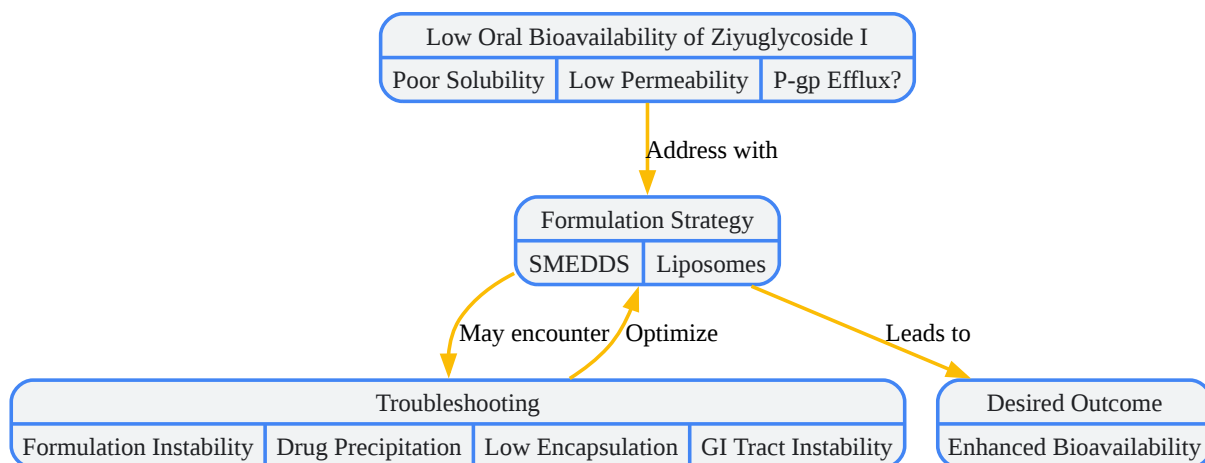 Low Oral Bioavailability of Ziyuglycoside I
Poor Solubility
Low Permeability
P-gp Efflux?
Address with
Formulation Strategy
SMEDDS
Liposomes
May encounter
Optimize
Leads to
Troubleshooting
Formulation Instability
Drug Precipitation
Low Encapsulation
GI Tract Instability
Desired Outcome
Enhanced Bioavailability